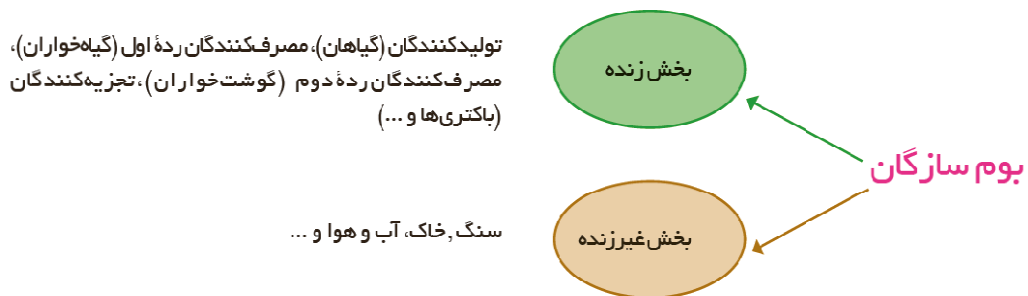 بوم سازگان
بخش زنده
تولیدکنندگان (گیاهان)، مصرف‌کنندگان ردهٔ اول (گیاه‌خواران)،
مصرف‌کنندگان ردهٔ دوم (گوشت‌خواران)، تجزیه‌کنندگان
(باکتری‌ها و ...)
بخش غیرزنده
سنگ , خاک، آب و هوا و ...